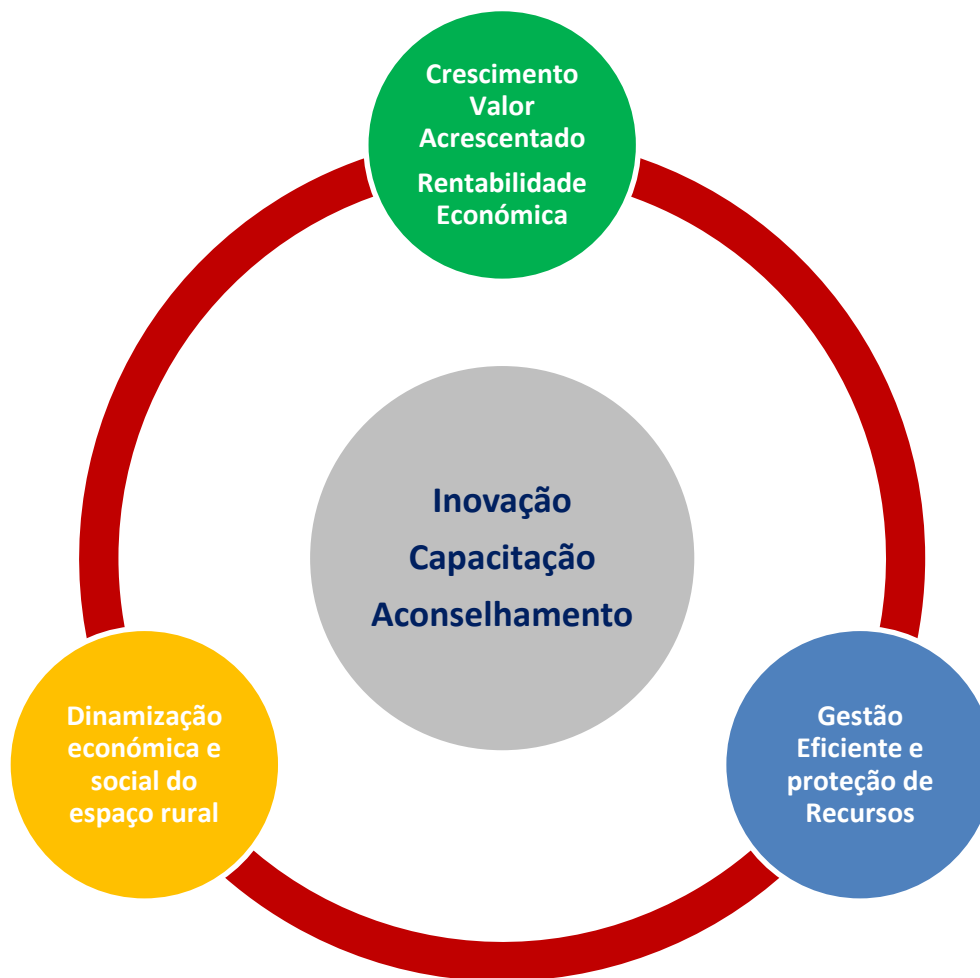 Crescimento
Valor
Acrescentado
Rentabilidade
Económica
Inovação
Capacitação
Aconselhamento
Dinamização
económica e
social do
espaço rural
Gestão
Eficiente e
proteção de
Recursos